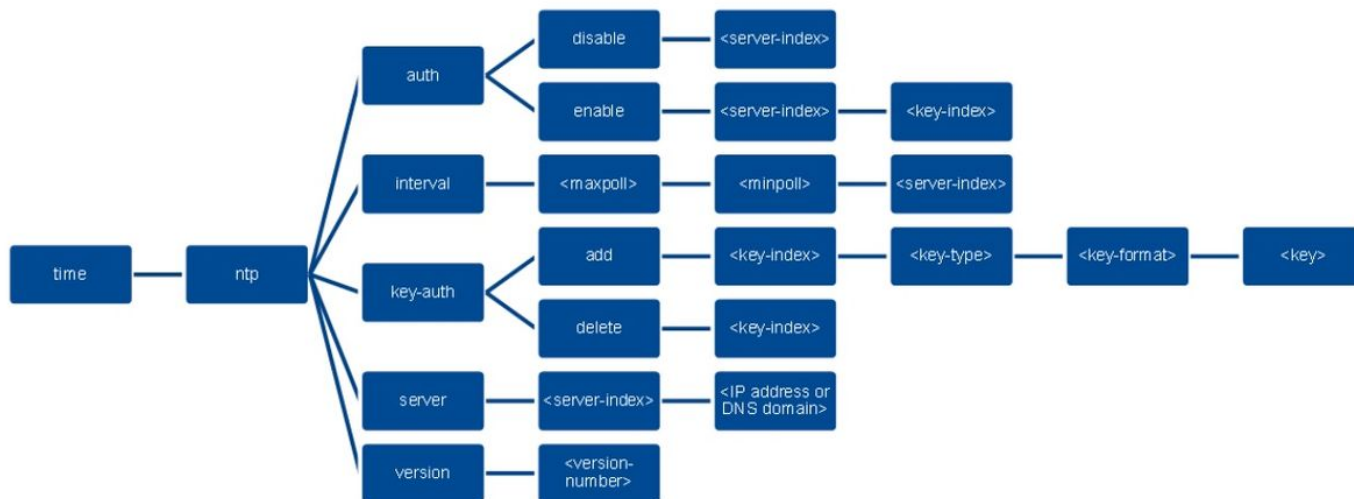 disable
<server-index>
auth
enable
<server-index>
<key-index>
interval
<maxpoll>
<minpoll>
<server-index>
time
ntp
add
<key-index>
<key-type>
<key-format>
<key>
key-auth
delete
<key-index>
server
<server-index>
<IP address or
DNS domain>
version
<version-
number>